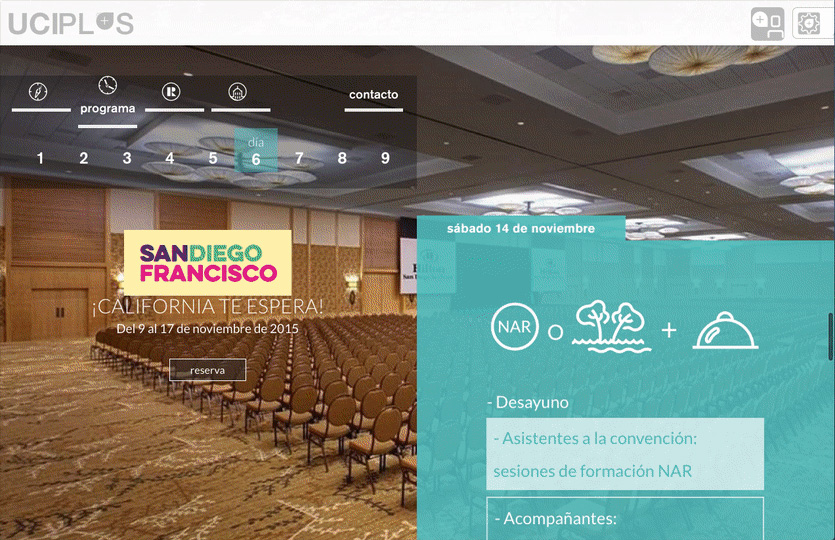 UCIPLUS
programa
contacto
día
1 2 3 4 5 6 7 8 9
SANDIEGO
FRANCISCO
¡CALIFORNIA TE ESPERA!
Del 9 al 17 de noviembre de 2015
reserva
Hilton
sábado 14 de noviembre
NAR o +
- Desayuno
- Asistentes a la convención:
sesiones de formación NAR
- Acompañantes: